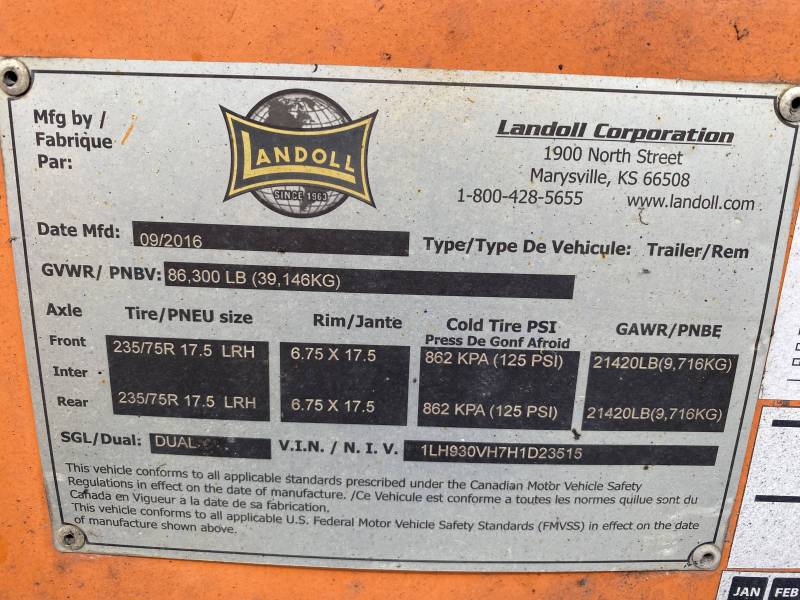 Mfg by /
Fabrique
Par:
LANDOLL
SINCE 1963
Landoll Corporation
1900 North Street
Marysville, KS 66508
1-800-428-5655 www.landoll.com
Date Mfd: 09/2016 Type/Type De Vehicule: Trailer/Rem
GVWR/ PNBV: 86,300 LB (39,146KG)
Axle Tire/PNEU size Rim/Jante Cold Tire PSI GAWR/PNBE
Press De Gonf Afroid
Front 235/75R 17.5 LRH 6.75 X 17.5 862 KPA (125 PSI) 21420LB(9,716KG)
Inter
Rear 235/75R 17.5 LRH 6.75 X 17.5 862 KPA (125 PSI) 21420LB(9,716KG)
SGL/Dual: DUAL V.I.N. / N. I. V. 1LH930VH7H1D23515
This vehicle conforms to all applicable standards prescribed under the Canadian Motor Vehicle Safety
Regulations in effect on the date of manufacture. /Ce Vehicule est conforme a toutes les normes quilue sont du
Canada en Vigueur a la date de sa fabrication.
This vehicle conforms to all applicable U.S. Federal Motor Vehicle Safety Standards (FMVSS) in effect on the date
of manufacture shown above.
JAN FEB